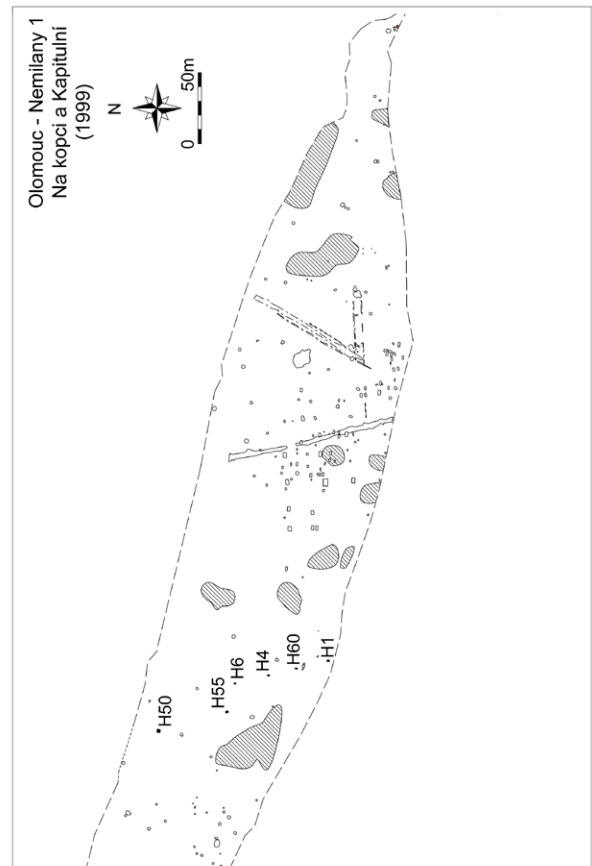 Olomouc - Nemilany 1
Na kopci a Kapitulní
(1999)
N
0
50m
H50
H55
H6
H4
H60
H1